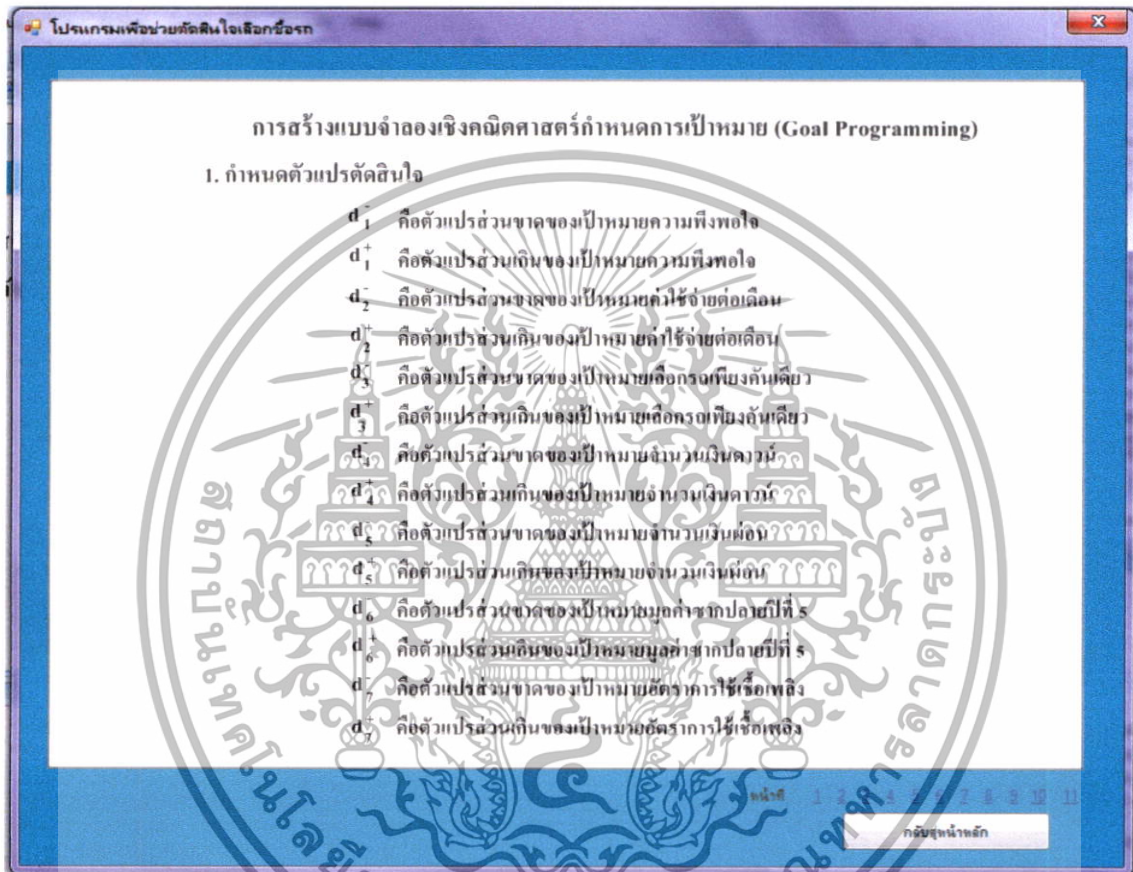 โปรแกรมเพื่อช่วยตัดสินใจเลือกซื้อรถ
การสร้างแบบจำลองเชิงคณิตศาสตร์กำหนดการเป้าหมาย (Goal Programming)
1. กำหนดตัวแปรตัดสินใจ
d₁⁻ คือตัวแปรส่วนขาดของเป้าหมายความพึงพอใจ
d₁⁺ คือตัวแปรส่วนเกินของเป้าหมายความพึงพอใจ
d₂⁻ คือตัวแปรส่วนขาดของเป้าหมายค่าใช้จ่ายต่อเดือน
d₂⁺ คือตัวแปรส่วนเกินของเป้าหมายค่าใช้จ่ายต่อเดือน
d₃⁻ คือตัวแปรส่วนขาดของเป้าหมายเลือกรถเพียงคันเดียว
d₃⁺ คือตัวแปรส่วนเกินของเป้าหมายเลือกรถเพียงคันเดียว
d₄⁻ คือตัวแปรส่วนขาดของเป้าหมายจำนวนเงินดาวน์
d₄⁺ คือตัวแปรส่วนเกินของเป้าหมายจำนวนเงินดาวน์
d₅⁻ คือตัวแปรส่วนขาดของเป้าหมายจำนวนเงินผ่อน
d₅⁺ คือตัวแปรส่วนเกินของเป้าหมายจำนวนเงินผ่อน
d₆⁻ คือตัวแปรส่วนขาดของเป้าหมายมูลค่าซากปลายปีที่ 5
d₆⁺ คือตัวแปรส่วนเกินของเป้าหมายมูลค่าซากปลายปีที่ 5
d₇⁻ คือตัวแปรส่วนขาดของเป้าหมายอัตราการใช้เชื้อเพลิง
d₇⁺ คือตัวแปรส่วนเกินของเป้าหมายอัตราการใช้เชื้อเพลิง
หน้าที่ 1 2 3 4 5 6 7 8 9 10 11
กลับสู่หน้าหลัก
สถาบันเทคโนโลยี
คุณทหารลาดกระบัง